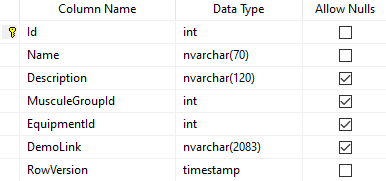 Column Name Data Type Allow Nulls
Id int
Name nvarchar(70)
Description nvarchar(120)
MusculeGroupId int
EquipmentId int
DemoLink nvarchar(2083)
RowVersion timestamp